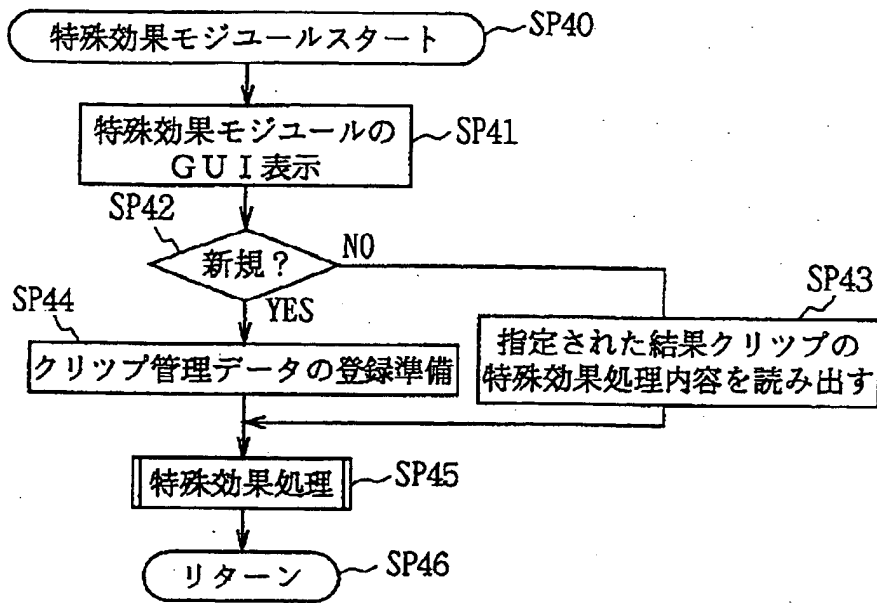 特殊効果モジユールスタート
SP40
特殊効果モジユールの
GUI表示
SP41
SP42
新規?
NO
YES
SP43
指定された結果クリップの
特殊効果処理内容を読み出す
SP44
クリップ管理データの登録準備
特殊効果処理
SP45
リターン
SP46